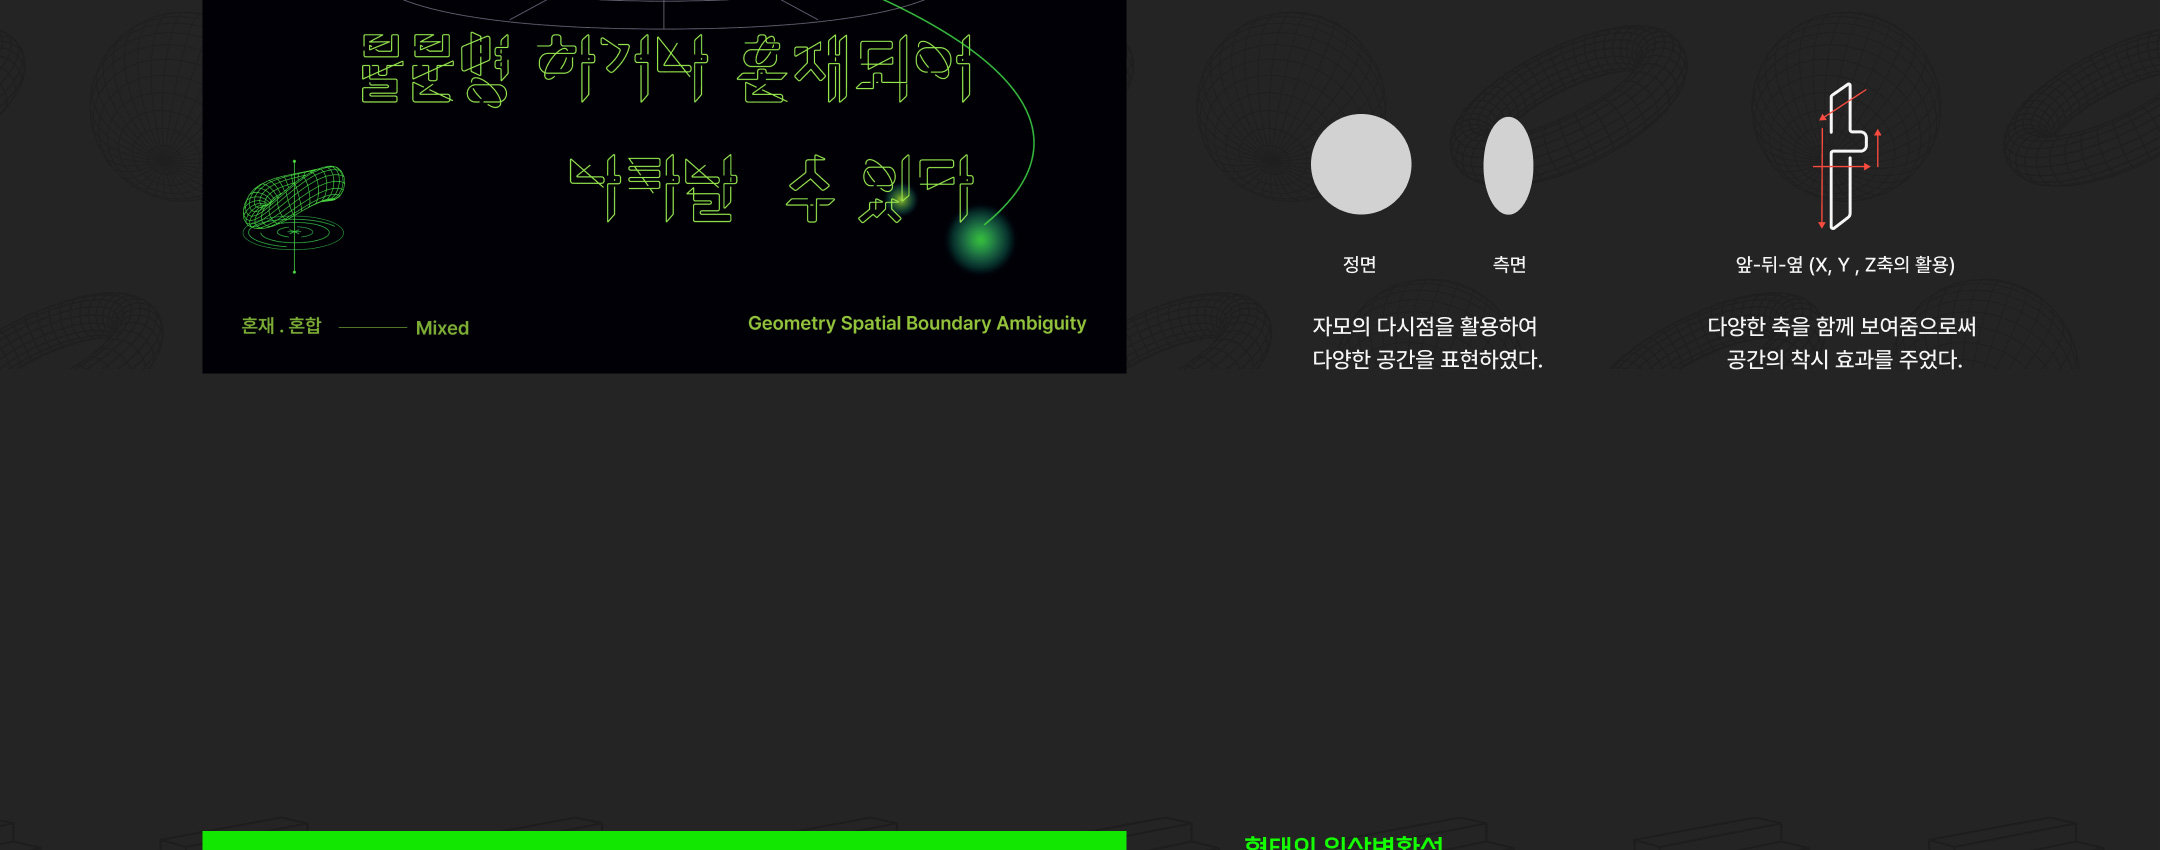 불분명 하거나 혼재되어
나타날 수 있다
혼재 . 혼합 Mixed
Geometry Spatial Boundary Ambiguity
정면
측면
자모의 다시점을 활용하여
다양한 공간을 표현하였다.
앞-뒤-옆 (X, Y , Z축의 활용)
다양한 축을 함께 보여줌으로써
공간의 착시 효과를 주었다.